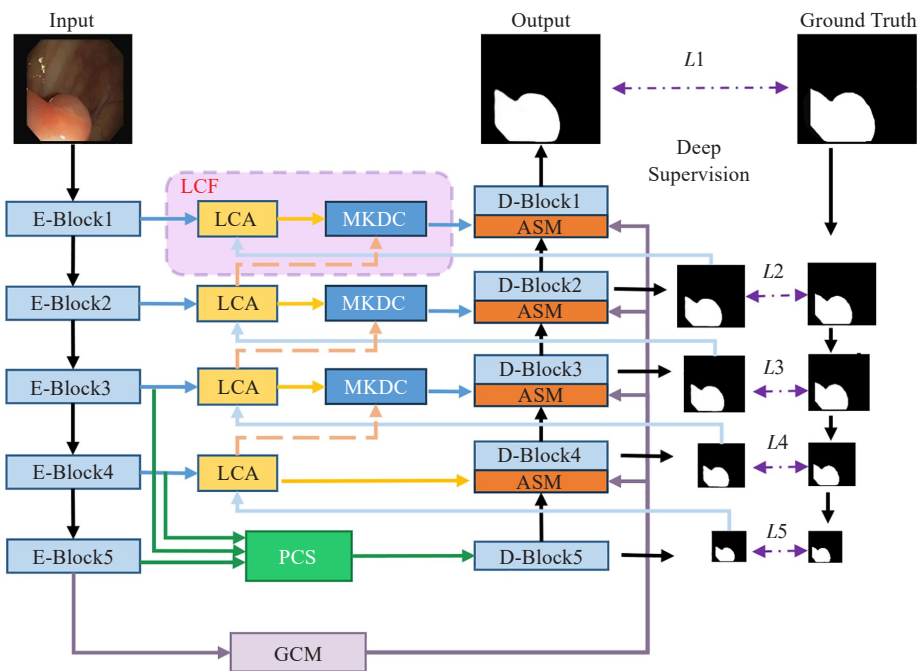 Input
Output
Ground Truth
L1
Deep
Supervision
LCF
E-Block1
LCA
MKDC
D-Block1
ASM
E-Block2
LCA
MKDC
D-Block2
ASM
L2
E-Block3
LCA
MKDC
D-Block3
ASM
L3
E-Block4
LCA
D-Block4
ASM
L4
E-Block5
PCS
D-Block5
L5
GCM